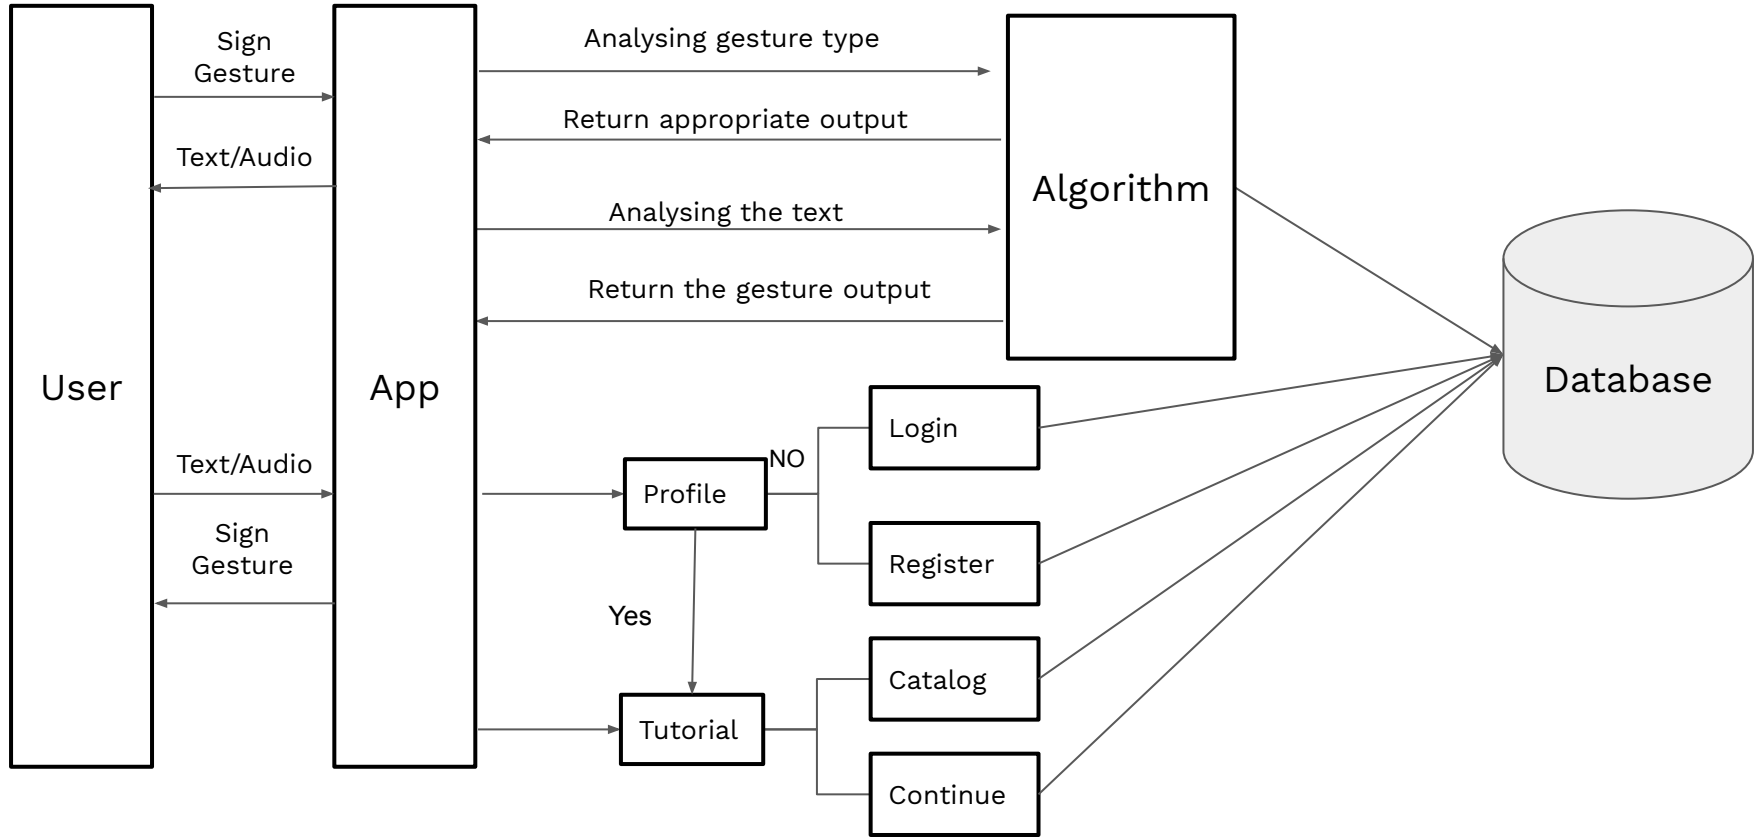 Sign
Gesture
Analysing gesture type
Return appropriate output
Text/Audio
Algorithm
Analysing the text
Return the gesture output
User
App
Database
Login
Text/Audio
NO
Profile
Sign
Gesture
Register
Yes
Catalog
Tutorial
Continue